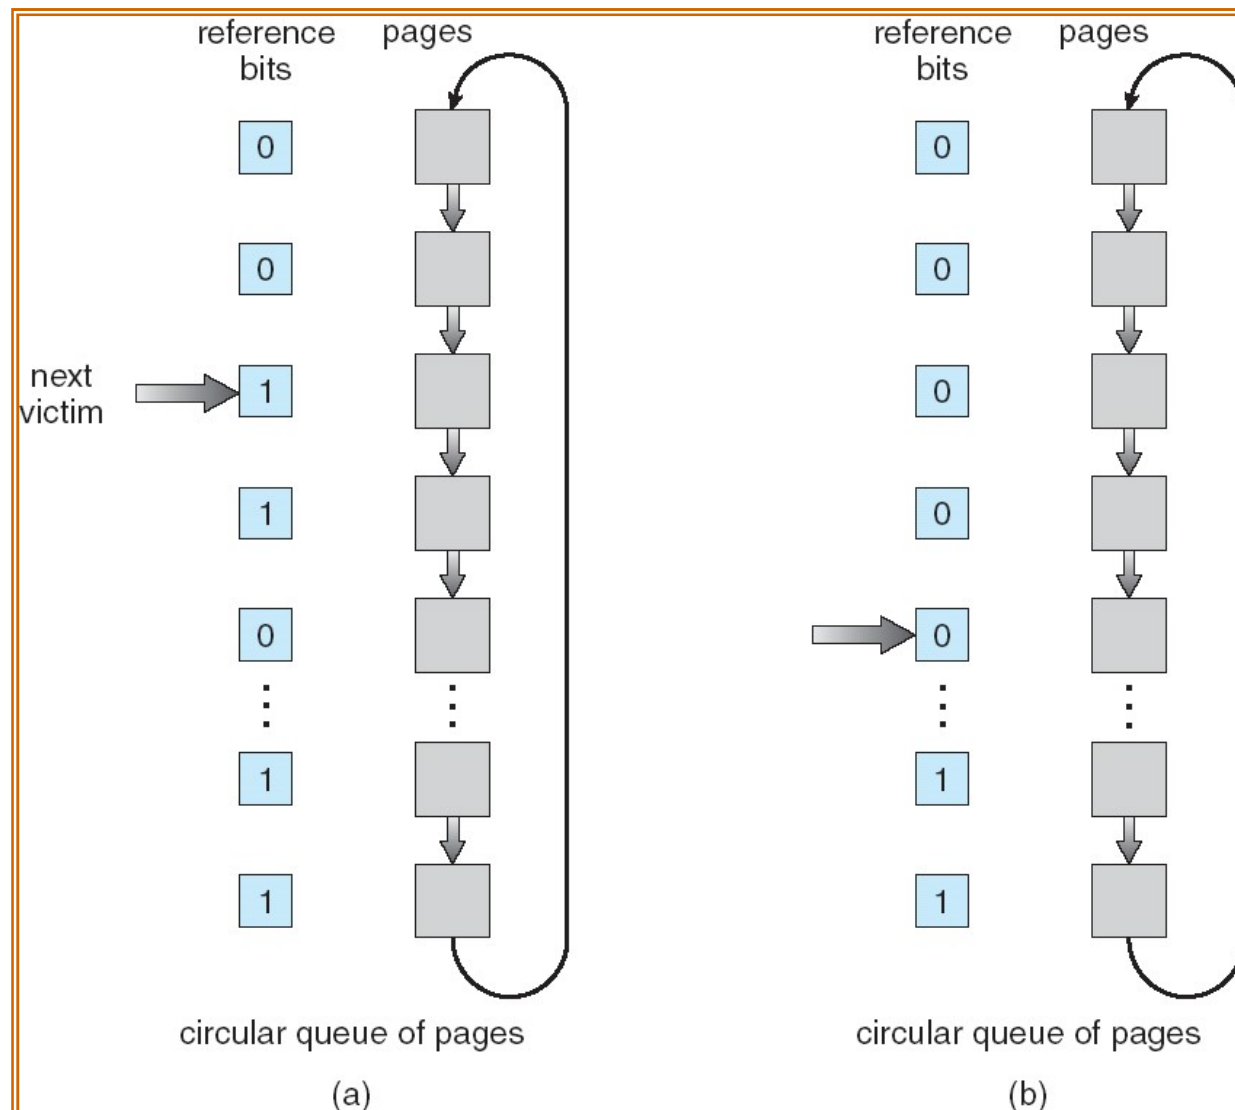 reference
bits
pages
0
0
next
victim
1
1
0
1
1
circular queue of pages
(a)
reference
bits
pages
0
0
0
0
0
1
1
circular queue of pages
(b)